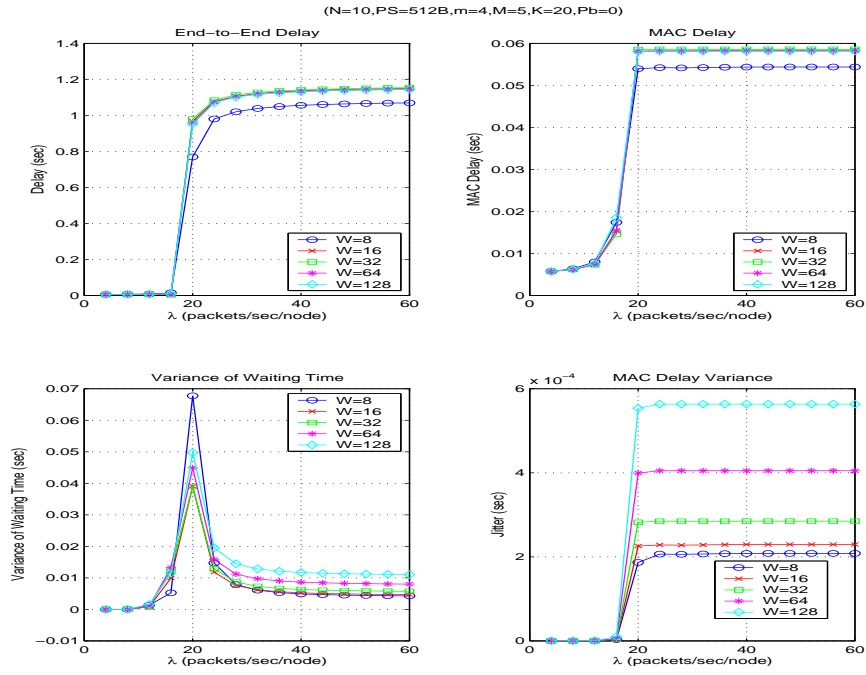 (N=10,PS=512B,m=4,M=5,K=20,Pb=0)
End−to−End Delay
1.4
1.2
1
0.8
0.6
0.4
0.2
0
Delay (sec)
W=8
W=16
W=32
W=64
W=128
0 20 40 60
λ (packets/sec/node)
MAC Delay
0.06
0.05
0.04
0.03
0.02
0.01
0
MAC Delay (sec)
W=8
W=16
W=32
W=64
W=128
0 20 40 60
λ (packets/sec/node)
Variance of Waiting Time
0.07
0.06
0.05
0.04
0.03
0.02
0.01
0
−0.01
Variance of Waiting Time (sec)
W=8
W=16
W=32
W=64
W=128
0 20 40 60
λ (packets/sec/node)
MAC Delay Variance
x 10−4
6
4
2
0
Jitter (sec)
W=8
W=16
W=32
W=64
W=128
0 20 40 60
λ (packets/sec/node)